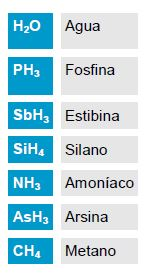 H₂O Agua
PH₃ Fosfina
SbH₃ Estibina
SiH₄ Silano
NH₃ Amoníaco
AsH₃ Arsina
CH₄ Metano